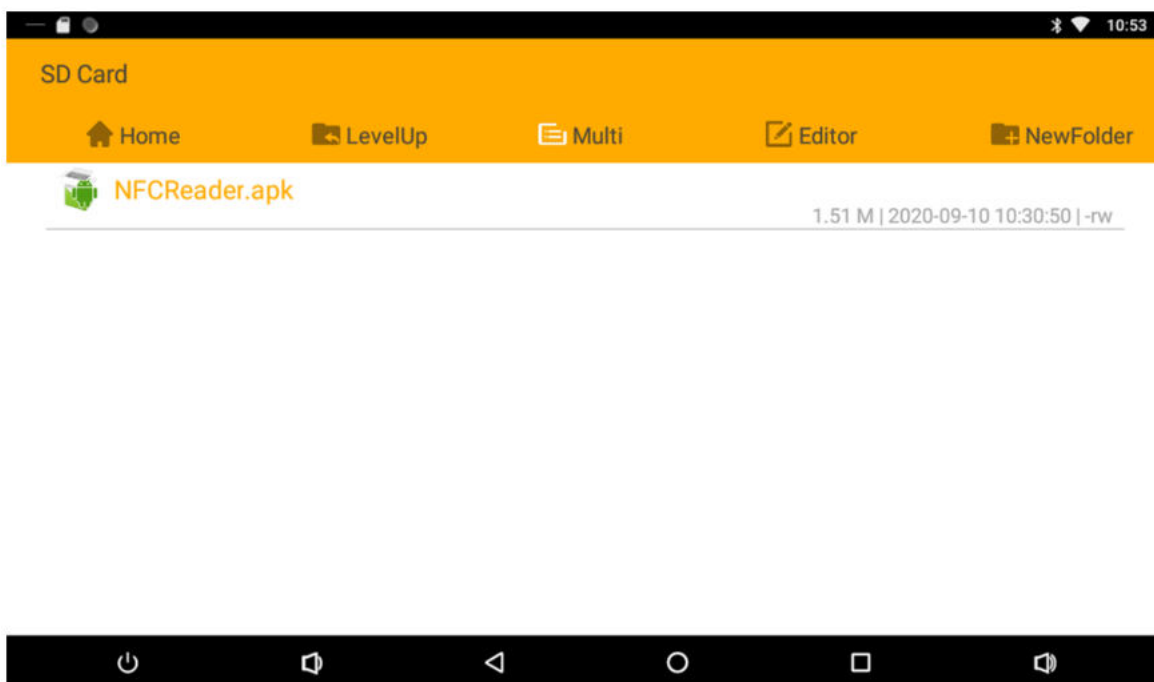 10:53
SD Card
Home LevelUp Multi Editor NewFolder
NFCReader.apk
1.51 M | 2020-09-10 10:30:50 | -rw